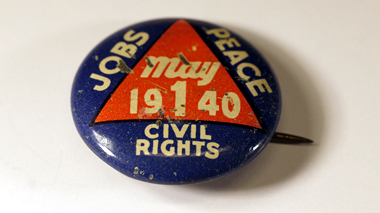 JOBS
PEACE
May
19 1 40
CIVIL
RIGHTS